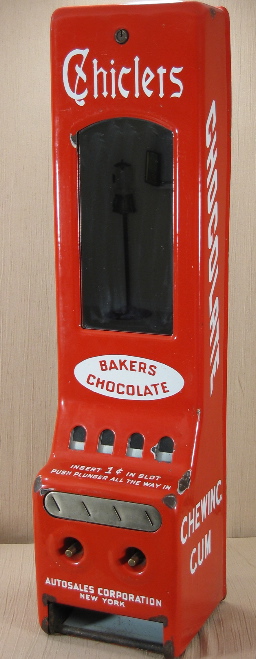 Chiclets
BAKERS
CHOCOLATE
INSERT 1¢ IN SLOT
PUSH PLUNGER ALL THE WAY IN
AUTOSALES CORPORATION
NEW YORK
CHOCOLATE
CHEWING
GUM